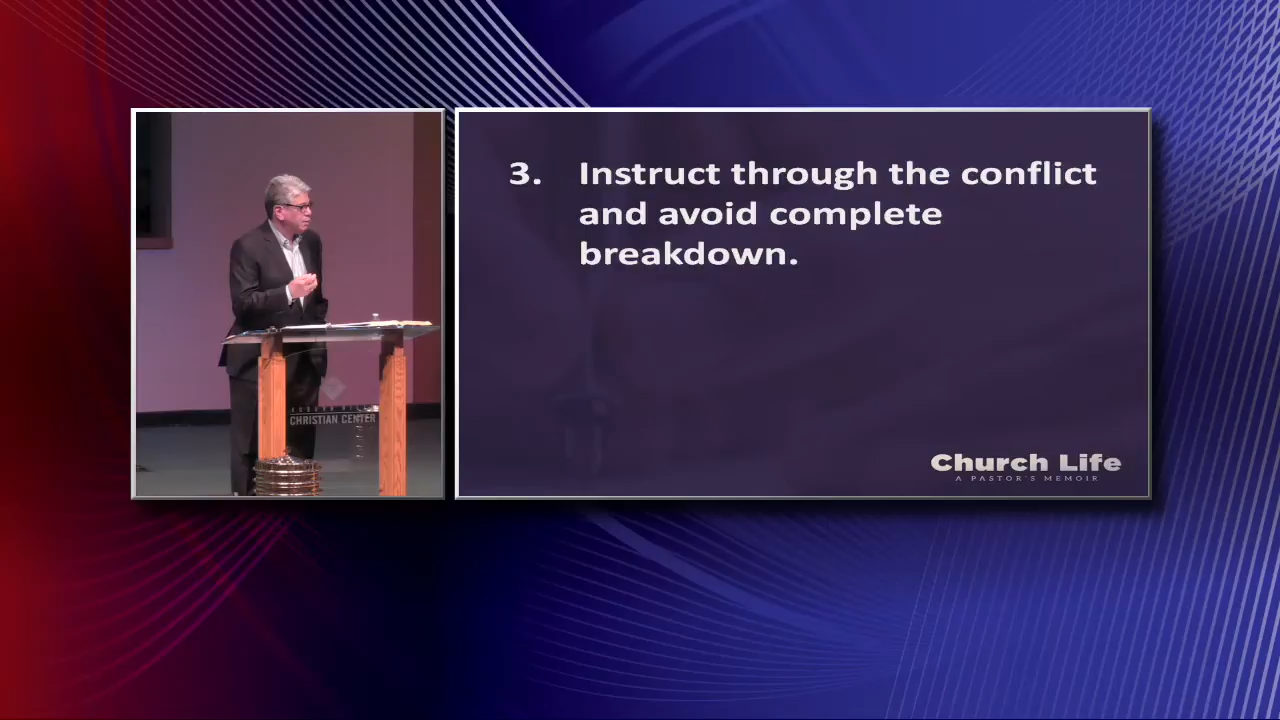 3. Instruct through the conflict
and avoid complete
breakdown.
CHRISTIAN CENTER
Church Life
A PASTOR'S MEMOIR